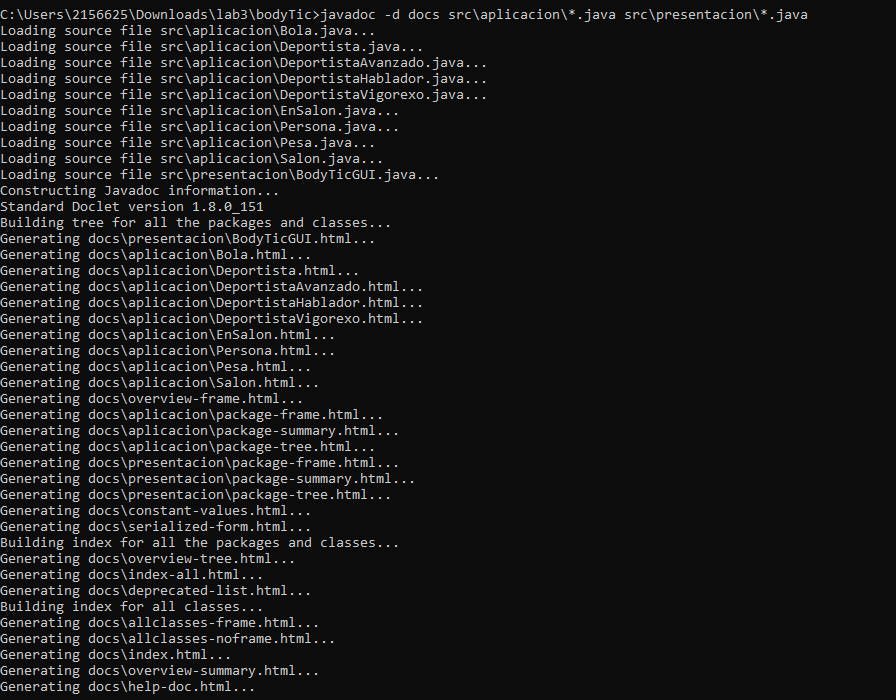 C:\Users\2156625\Downloads\lab3\bodyTic>javadoc -d docs src\aplicacion\*.java src\presentacion\*.java
Loading source file src\aplicacion\Bola.java...
Loading source file src\aplicacion\Deportista.java...
Loading source file src\aplicacion\DeportistaAvanzado.java...
Loading source file src\aplicacion\DeportistaHablador.java...
Loading source file src\aplicacion\DeportistaVigorexo.java...
Loading source file src\aplicacion\EnSalon.java...
Loading source file src\aplicacion\Persona.java...
Loading source file src\aplicacion\Pesa.java...
Loading source file src\aplicacion\Salon.java...
Loading source file src\presentacion\BodyTicGUI.java...
Constructing Javadoc information...
Standard Doclet version 1.8.0_151
Building tree for all the packages and classes...
Generating docs\presentacion\BodyTicGUI.html...
Generating docs\aplicacion\Bola.html...
Generating docs\aplicacion\Deportista.html...
Generating docs\aplicacion\DeportistaAvanzado.html...
Generating docs\aplicacion\DeportistaHablador.html...
Generating docs\aplicacion\DeportistaVigorexo.html...
Generating docs\aplicacion\EnSalon.html...
Generating docs\aplicacion\Persona.html...
Generating docs\aplicacion\Pesa.html...
Generating docs\aplicacion\Salon.html...
Generating docs\overview-frame.html...
Generating docs\aplicacion\package-frame.html...
Generating docs\aplicacion\package-summary.html...
Generating docs\aplicacion\package-tree.html...
Generating docs\presentacion\package-frame.html...
Generating docs\presentacion\package-summary.html...
Generating docs\presentacion\package-tree.html...
Generating docs\constant-values.html...
Generating docs\serialized-form.html...
Building index for all the packages and classes...
Generating docs\overview-tree.html...
Generating docs\index-all.html...
Generating docs\deprecated-list.html...
Building index for all classes...
Generating docs\allclasses-frame.html...
Generating docs\allclasses-noframe.html...
Generating docs\index.html...
Generating docs\overview-summary.html...
Generating docs\help-doc.html...